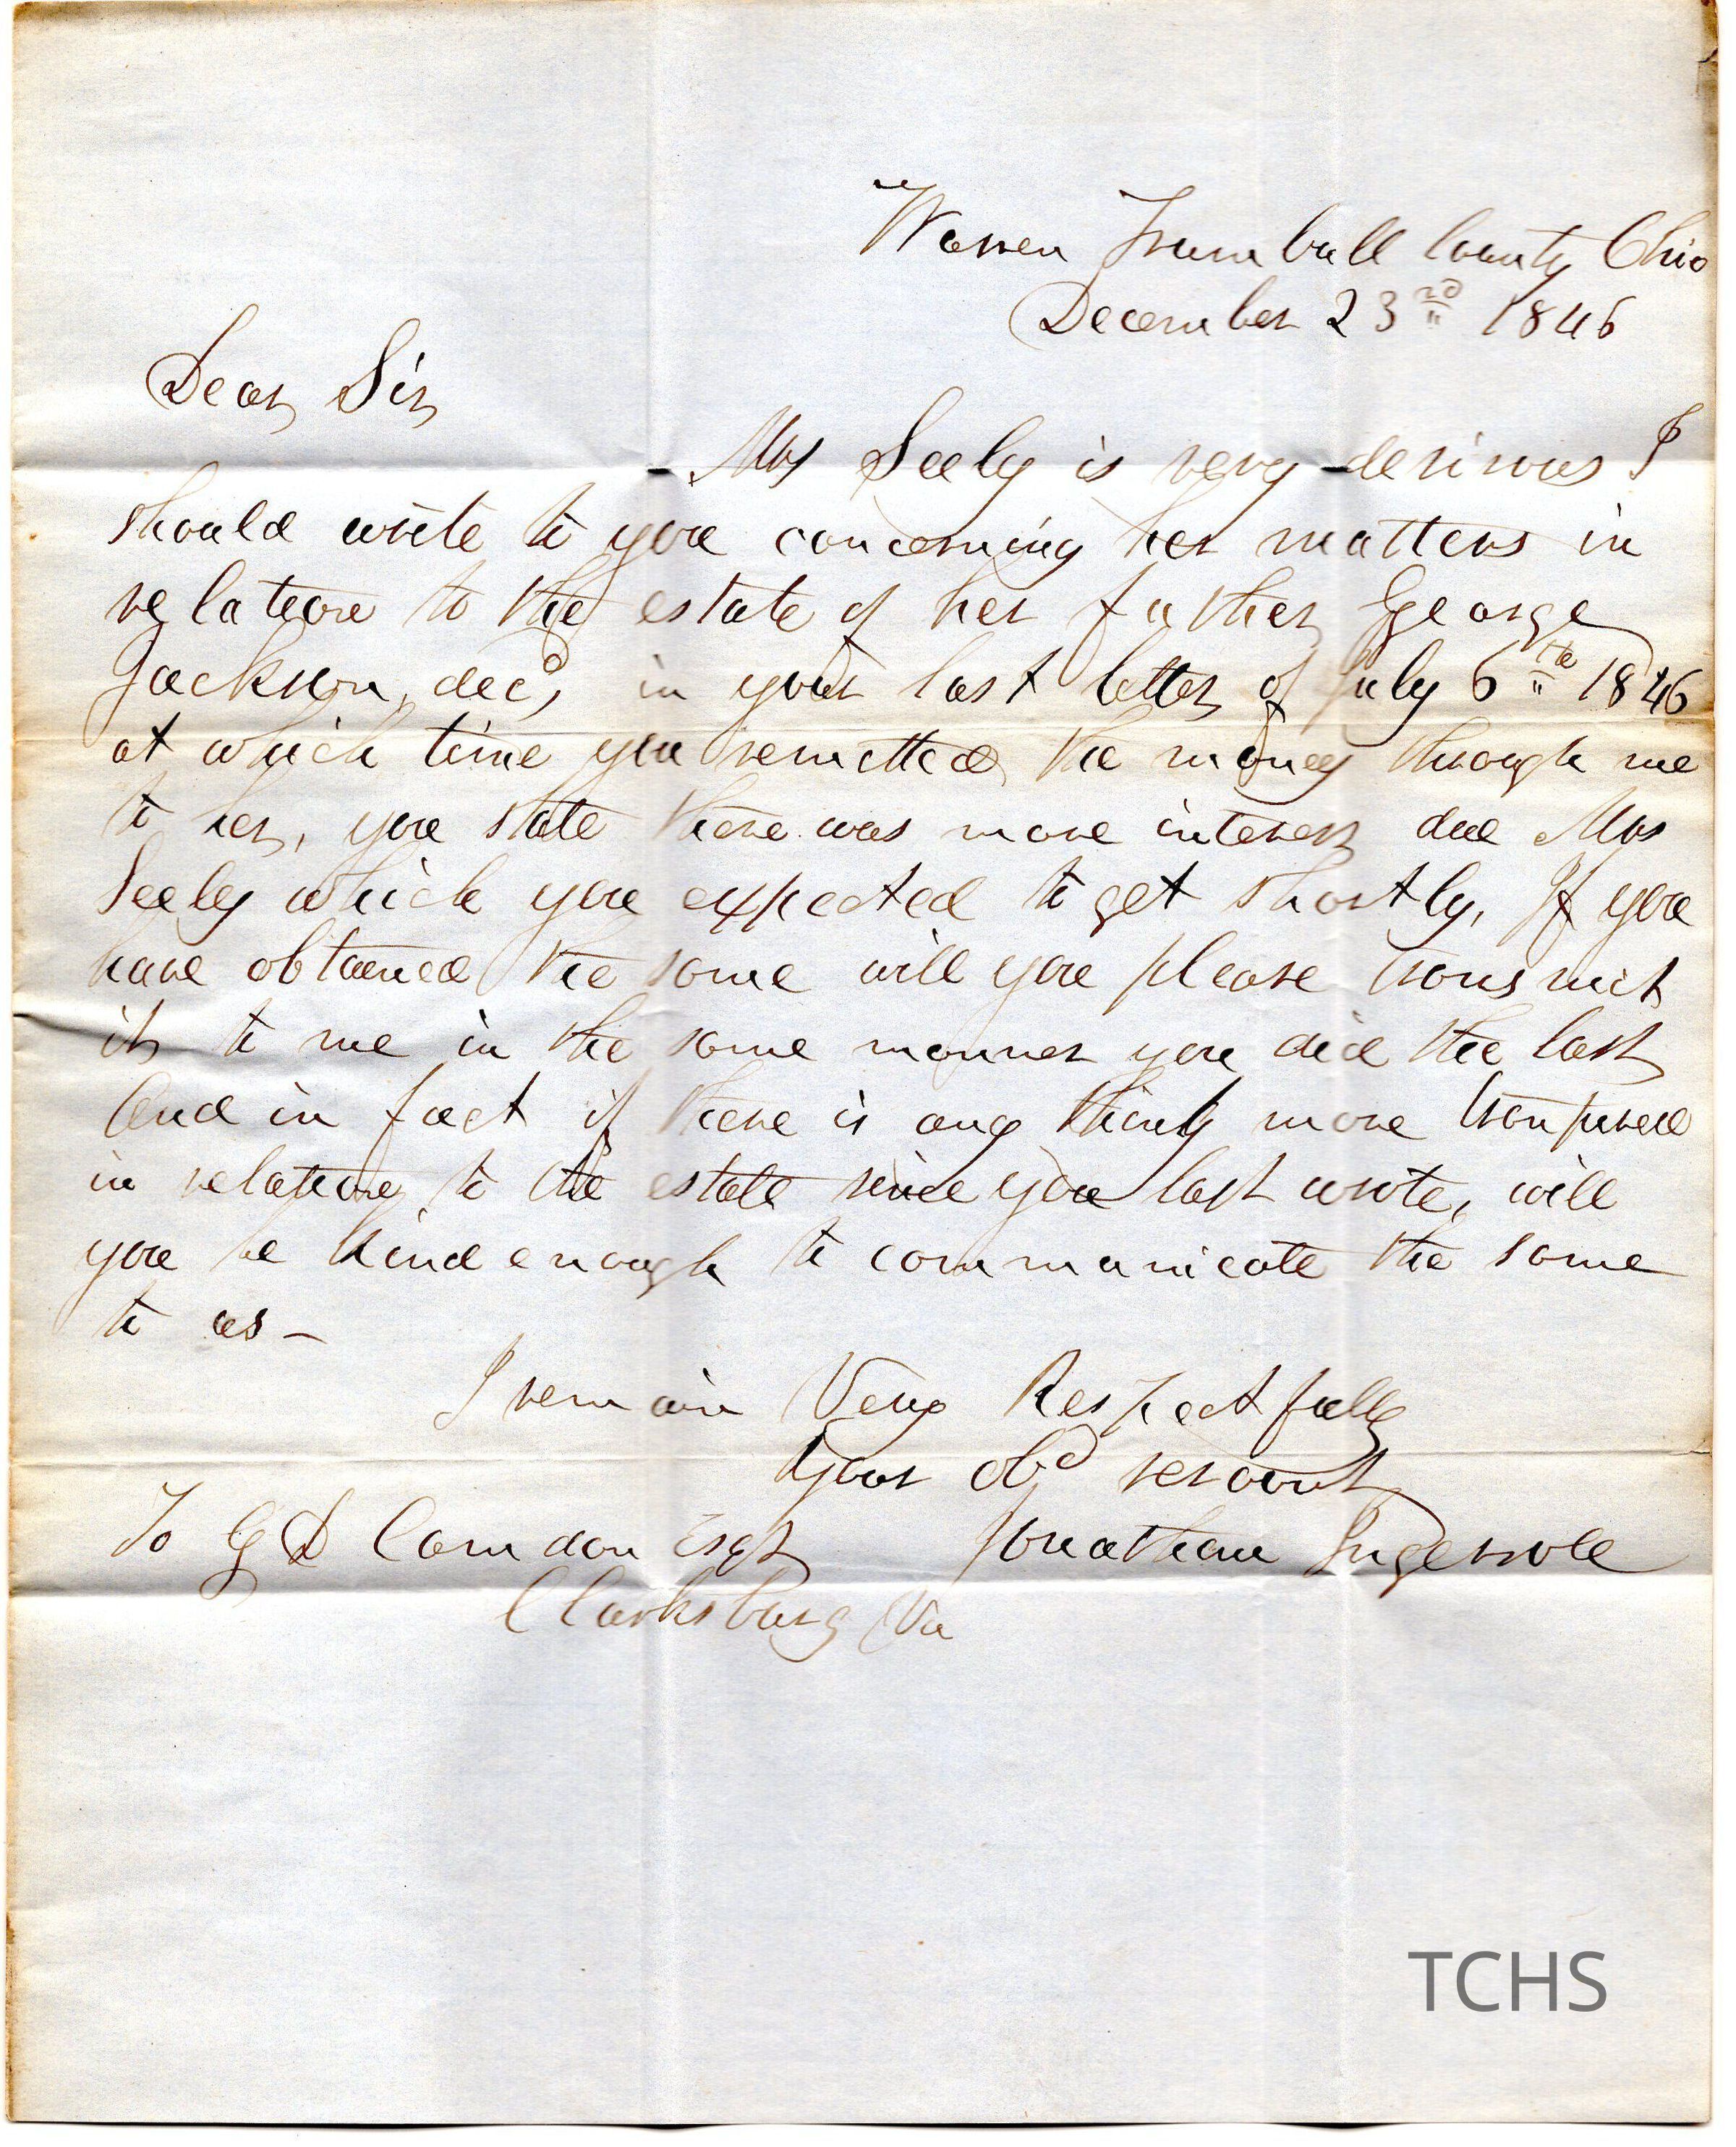 Warren Trumbull County Ohio
December 23rd 1846
Dear Sir
Mrs Seely is very desirous I
should write to you concerning her matters in
relation to the estate of her father George
Jackson, decd, in your last letter of July 6th 1846
at which time you remitted the money through me
to her, you state there was more interest due Mrs
Seely which you expected to get shortly, If you
have obtained the same will you please transmit
it to me in the same manner you did the last
And in fact if there is any thing more transpired
in relation to the estate since you last wrote, will
you be kind enough to communicate the same
to us –
I remain Very Respectfully
Your obd servant
To G D Camdon Esqr Jonathan Ingersoll
Clarksburg Va
TCHS